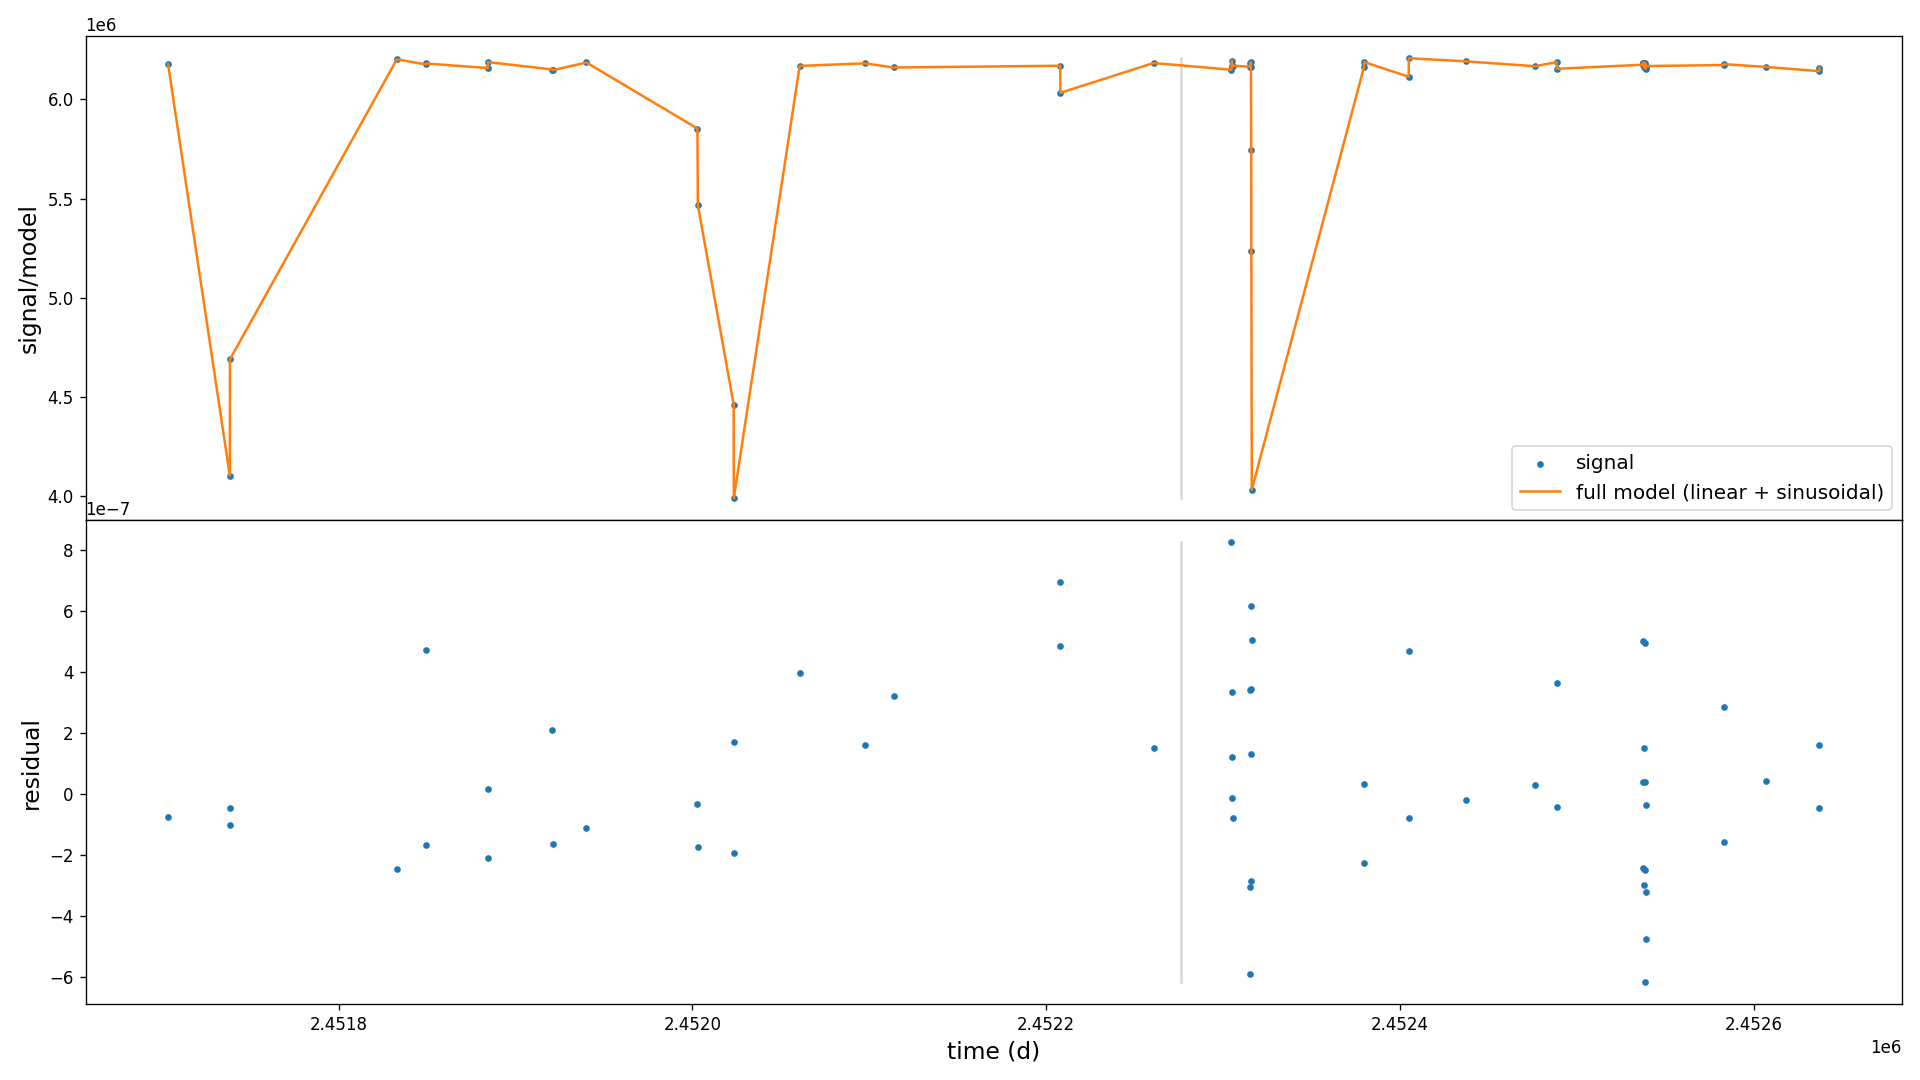 1e6
6.0
5.5
5.0
4.5
4.0
signal/model
signal
full model (linear + sinusoidal)
1e−7
8
6
4
2
0
−2
−4
−6
residual
2.4518
2.4520
2.4522
2.4524
2.4526
1e6
time (d)